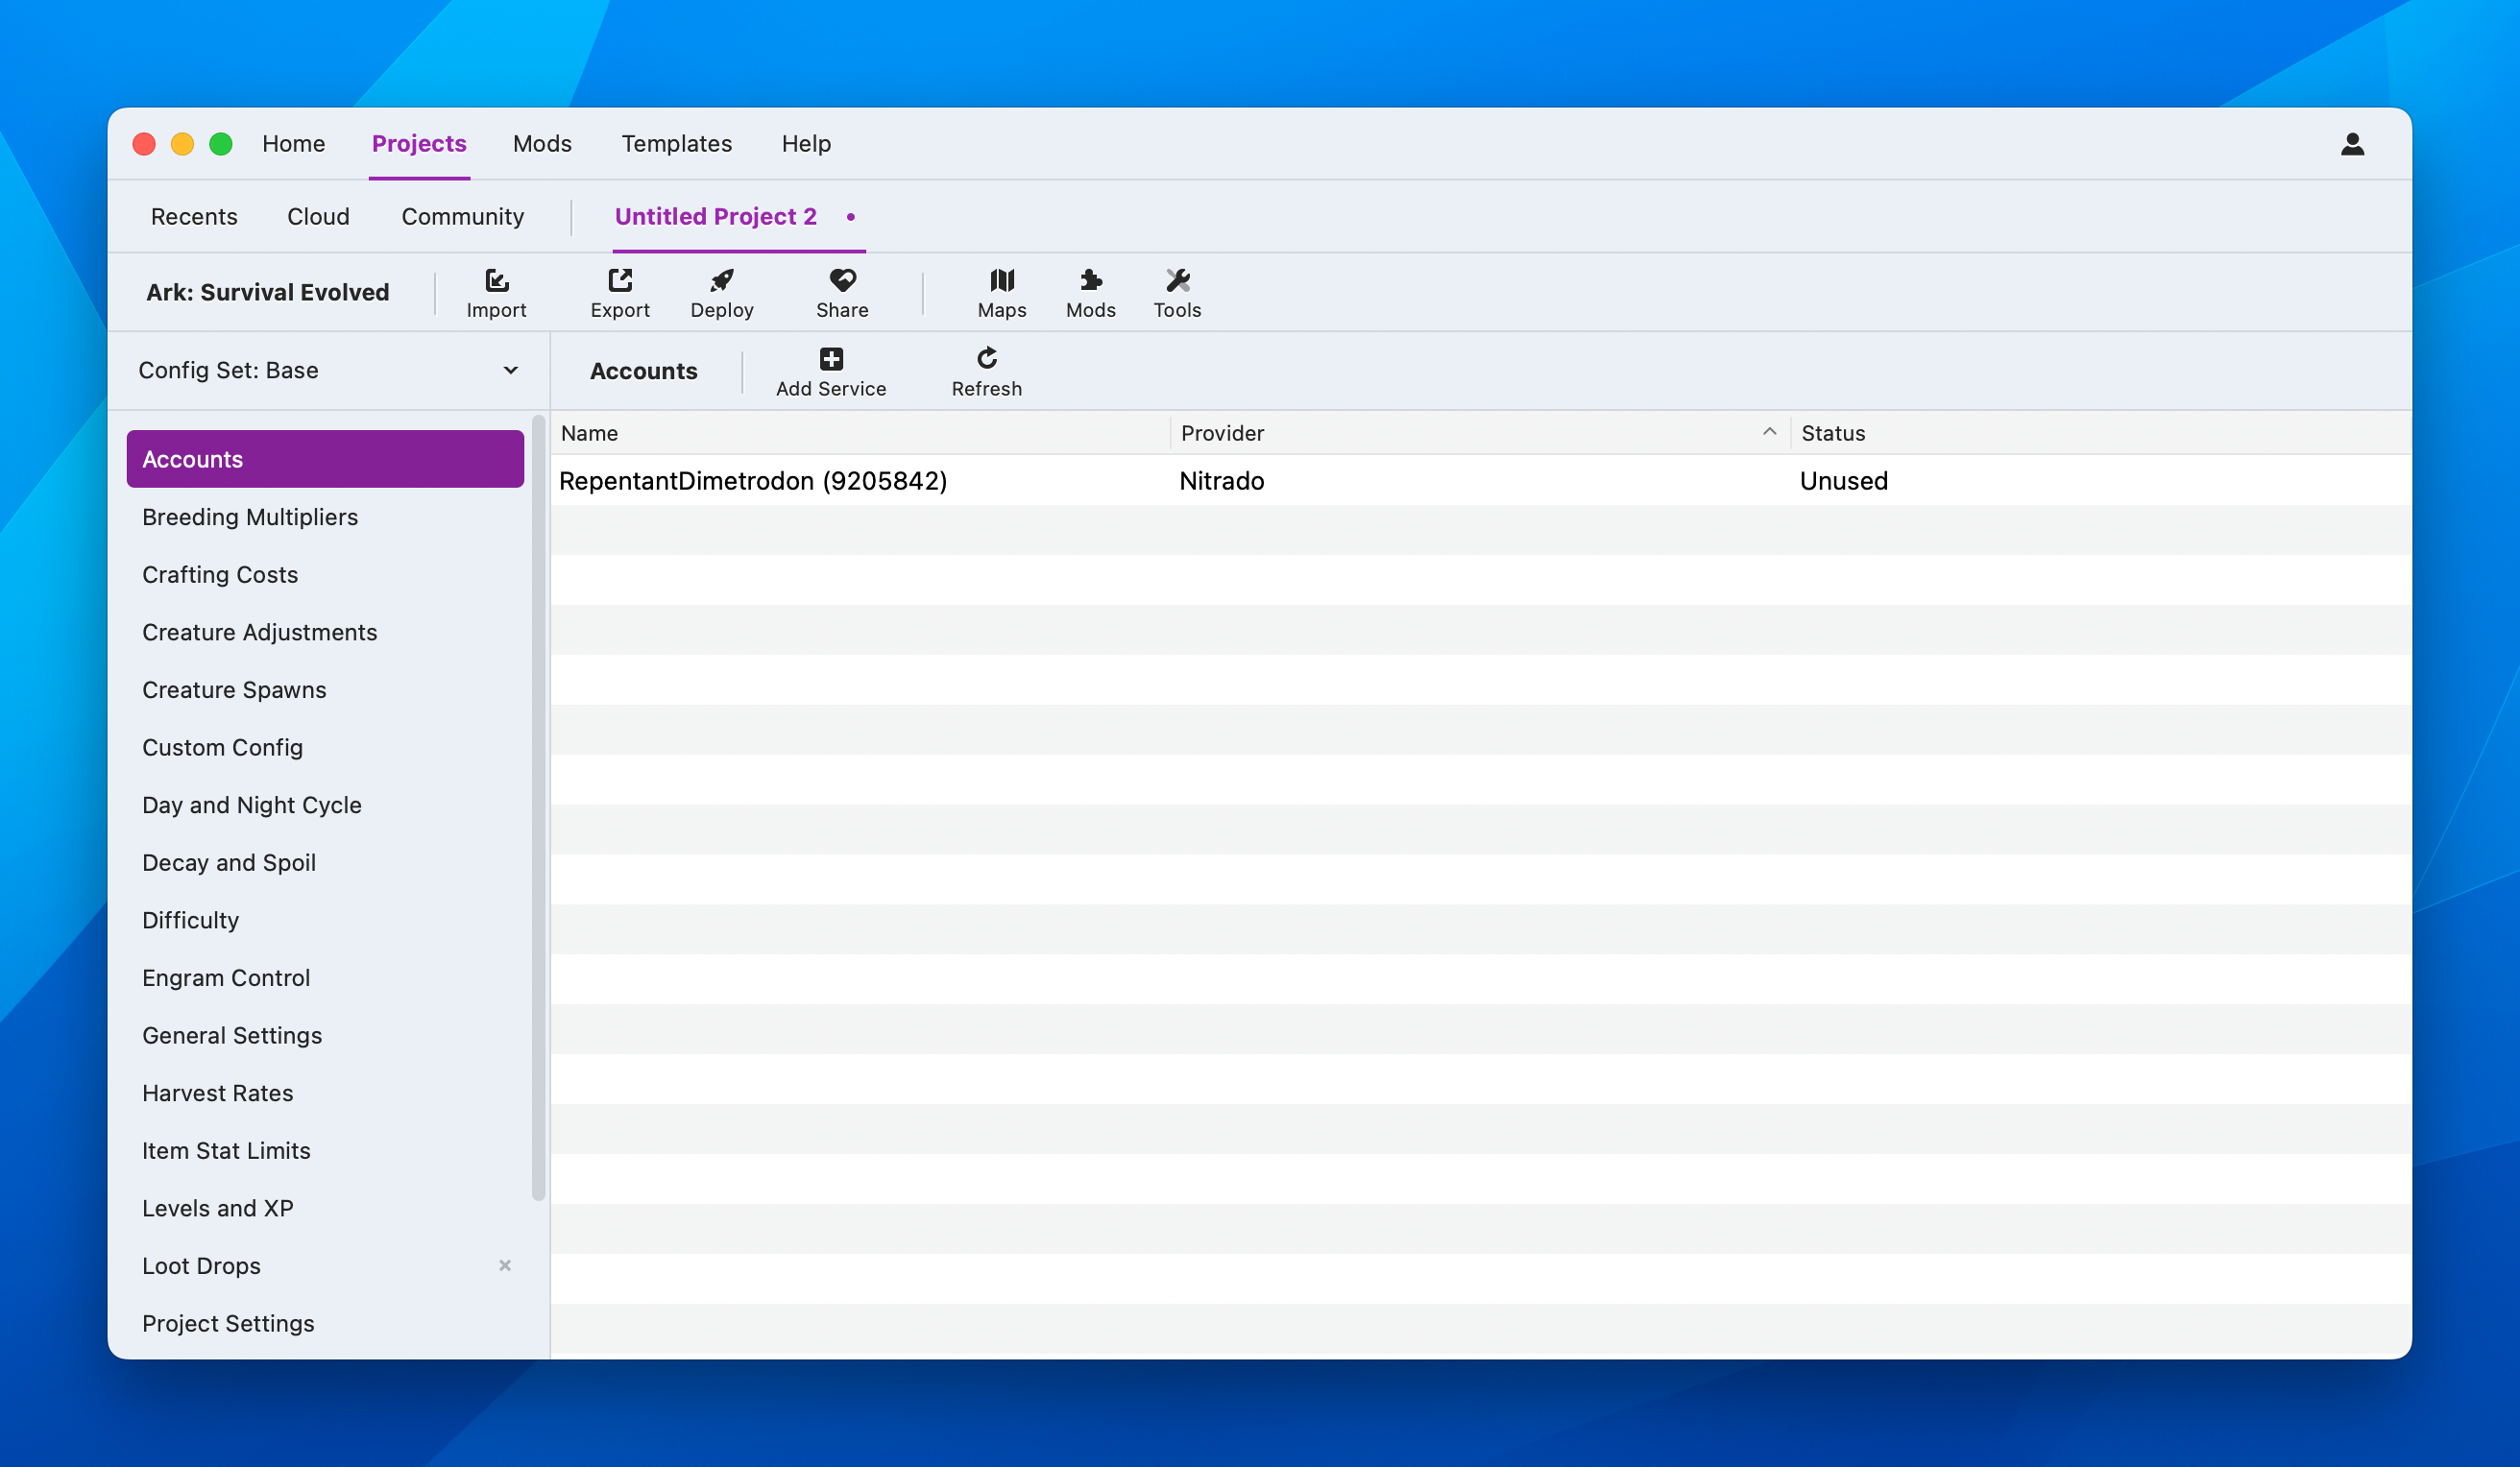 Home Projects Mods Templates Help
Recents Cloud Community Untitled Project 2 •
Ark: Survival Evolved Import Export Deploy Share Maps Mods Tools
Config Set: Base
Accounts Add Service Refresh
Accounts
Breeding Multipliers
Crafting Costs
Creature Adjustments
Creature Spawns
Custom Config
Day and Night Cycle
Decay and Spoil
Difficulty
Engram Control
General Settings
Harvest Rates
Item Stat Limits
Levels and XP
Loot Drops
Project Settings
Name Provider Status
RepentantDimetrodon (9205842) Nitrado Unused